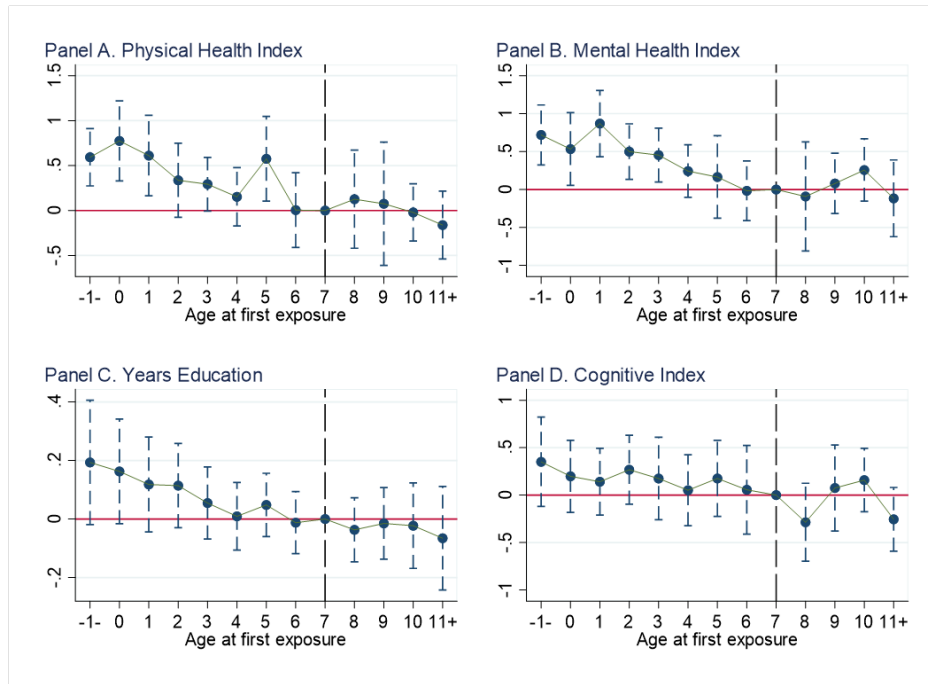 Panel A. Physical Health Index
1.5
1
.5
0
-.5
-1- 0 1 2 3 4 5 6 7 8 9 10 11+
Age at first exposure
Panel B. Mental Health Index
1.5
1
.5
0
-.5
-1
-1- 0 1 2 3 4 5 6 7 8 9 10 11+
Age at first exposure
Panel C. Years Education
.4
.2
0
-.2
-1- 0 1 2 3 4 5 6 7 8 9 10 11+
Age at first exposure
Panel D. Cognitive Index
1
.5
0
-.5
-1
-1- 0 1 2 3 4 5 6 7 8 9 10 11+
Age at first exposure